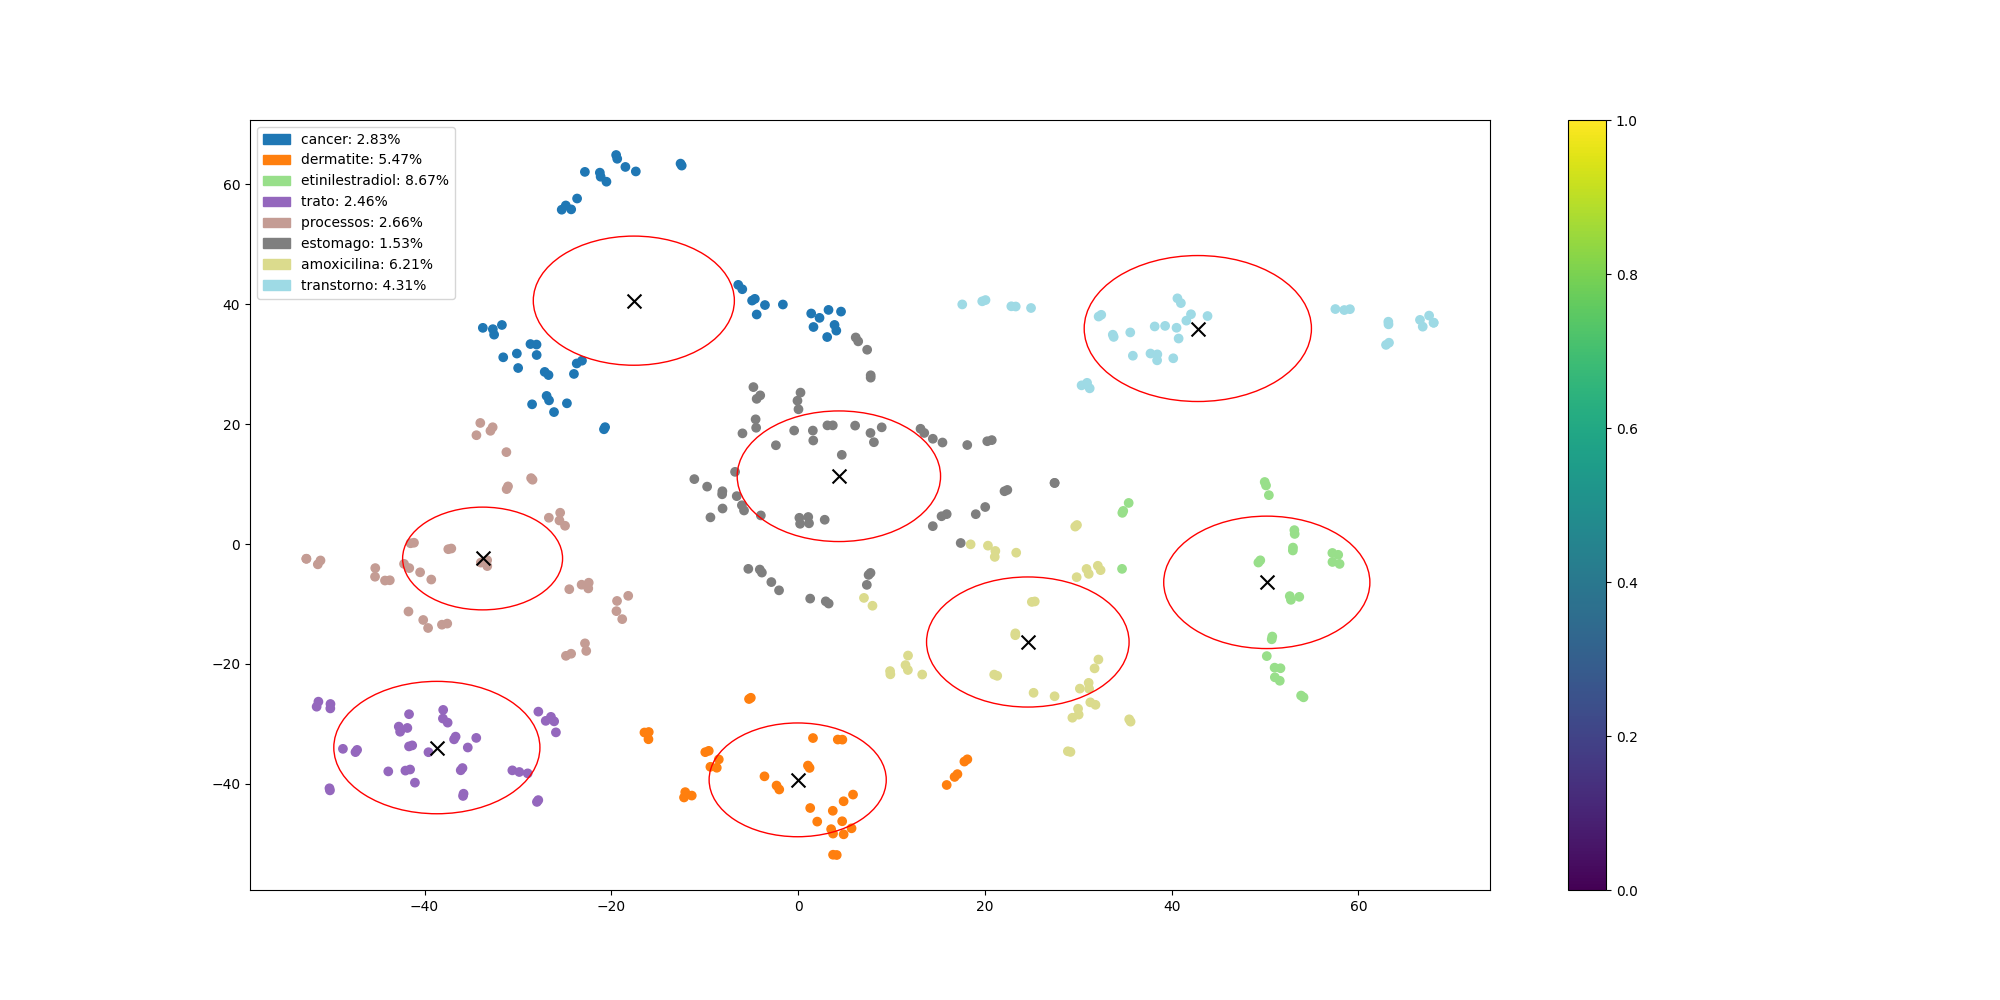 cancer: 2.83%
dermatite: 5.47%
etinilestradiol: 8.67%
trato: 2.46%
processos: 2.66%
estomago: 1.53%
amoxicilina: 6.21%
transtorno: 4.31%
60
40
20
0
−20
−40
−40 −20 0 20 40 60
1.0
0.8
0.6
0.4
0.2
0.0